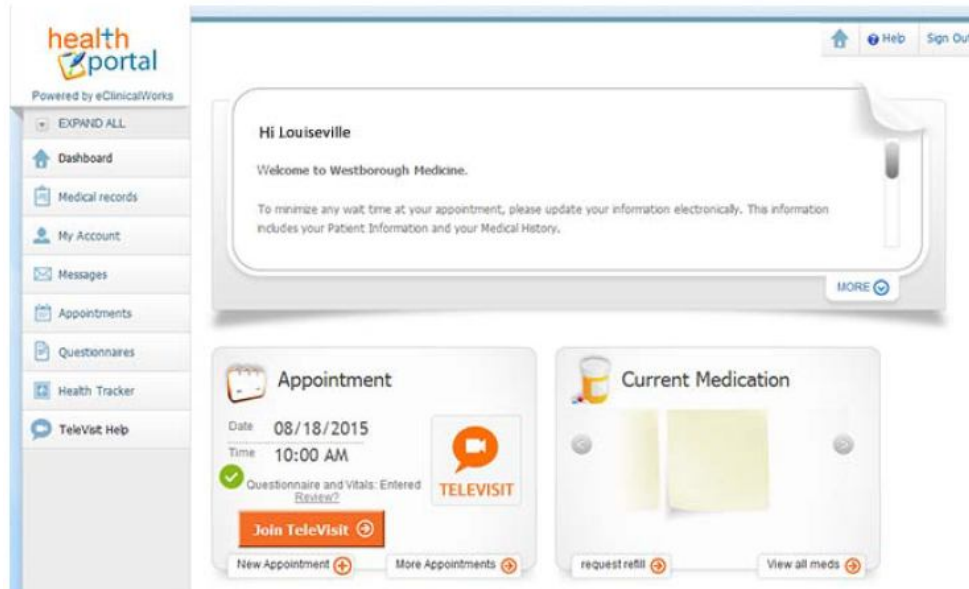 health
portal
Powered by eClinicalWorks
EXPAND ALL
Dashboard
Medical records
My Account
Messages
Appointments
Questionnaires
Health Tracker
TeleVisit Help
Help
Sign Out
Hi Louiseville
Welcome to Westborough Medicine.
To minimize any wait time at your appointment, please update your information electronically. This information
includes your Patient Information and your Medical History.
MORE
Appointment
Date 08/18/2015
Time 10:00 AM
Questionnaire and Vitals: Entered
Review?
TELEVISIT
Join TeleVisit
New Appointment
More Appointments
Current Medication
request refill
View all meds